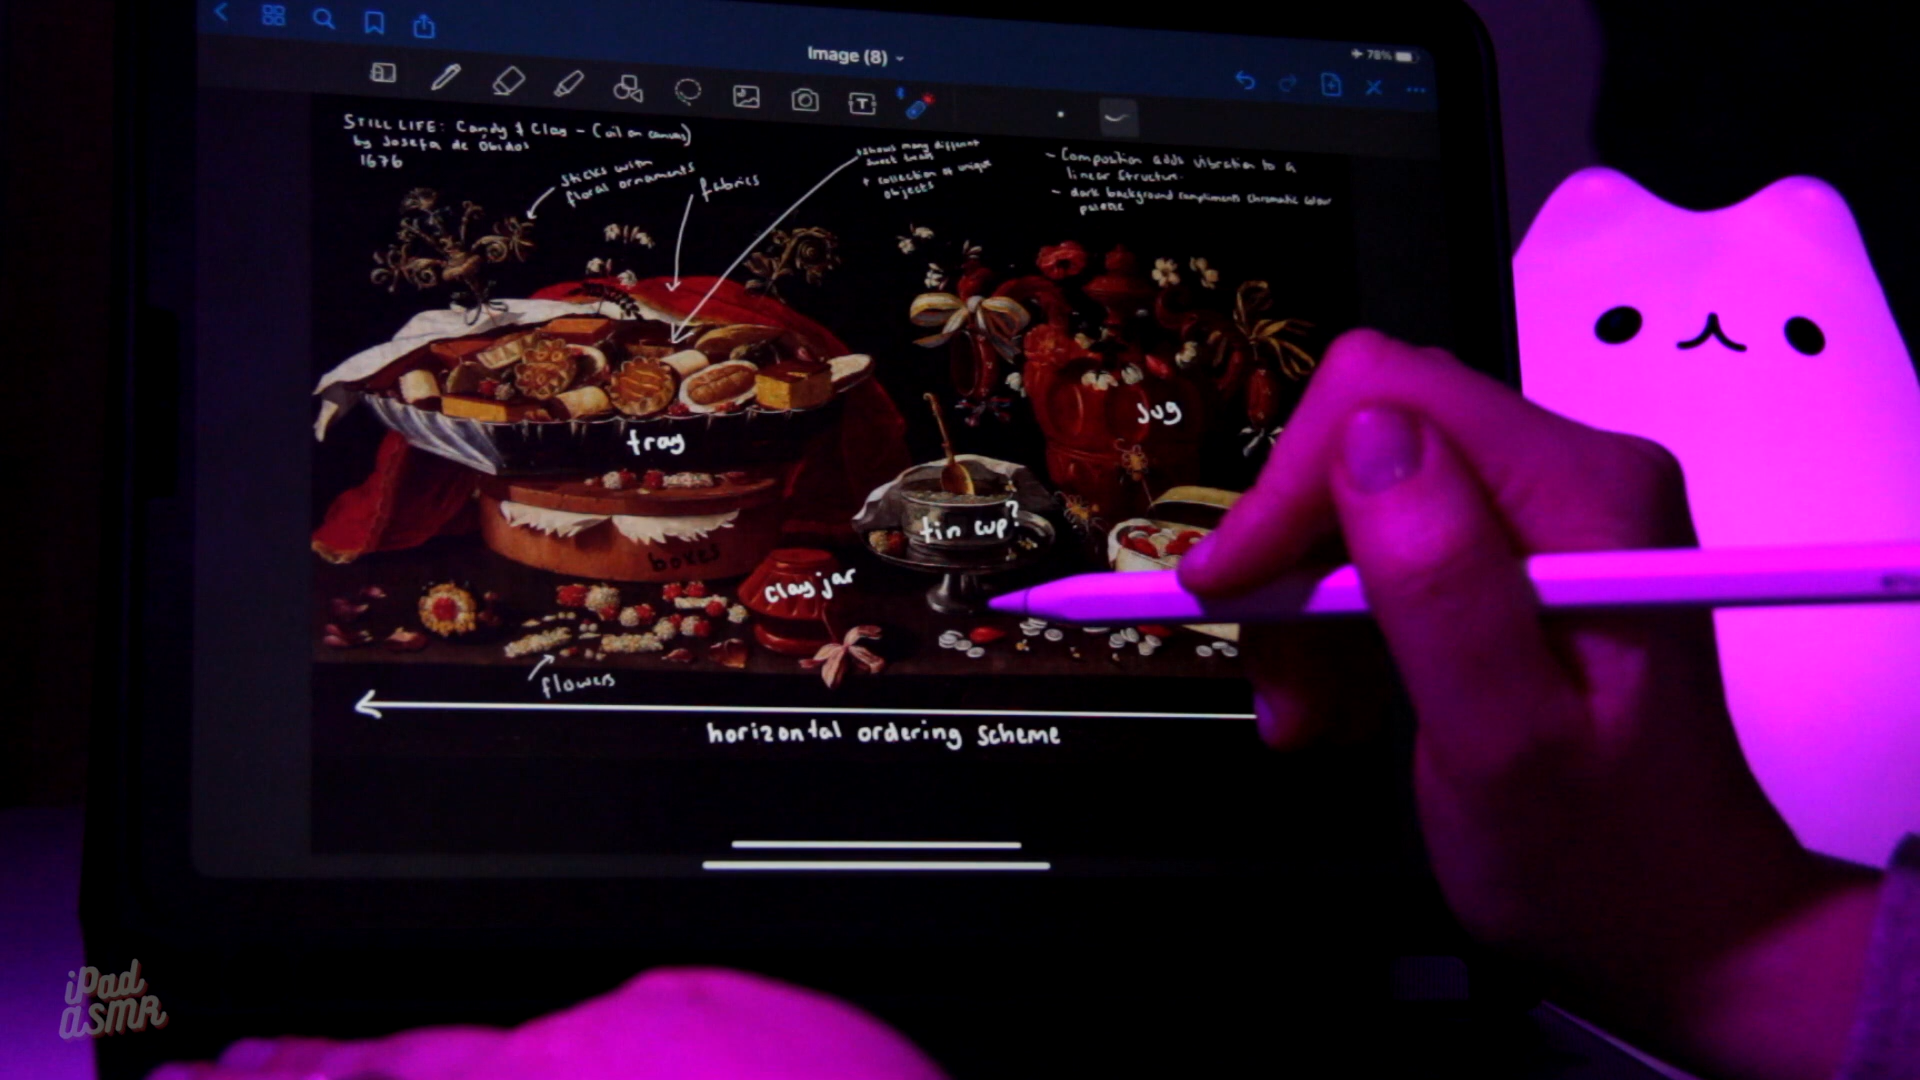 Image (8)
78%
STILL LIFE: Candy & Clay - (oil on canvas)
by Josefa de Óbidos
1676
sticks with
floral ornaments
fabrics
+ shows many different
sweet treats
+ collection of unique
objects
- Composition adds vibration to a
linear structure.
- dark background compliments chromatic colour
palette
tray
jug
tin cup?
boxes
clay jar
flowers
horizontal ordering scheme
iPad
ASMR